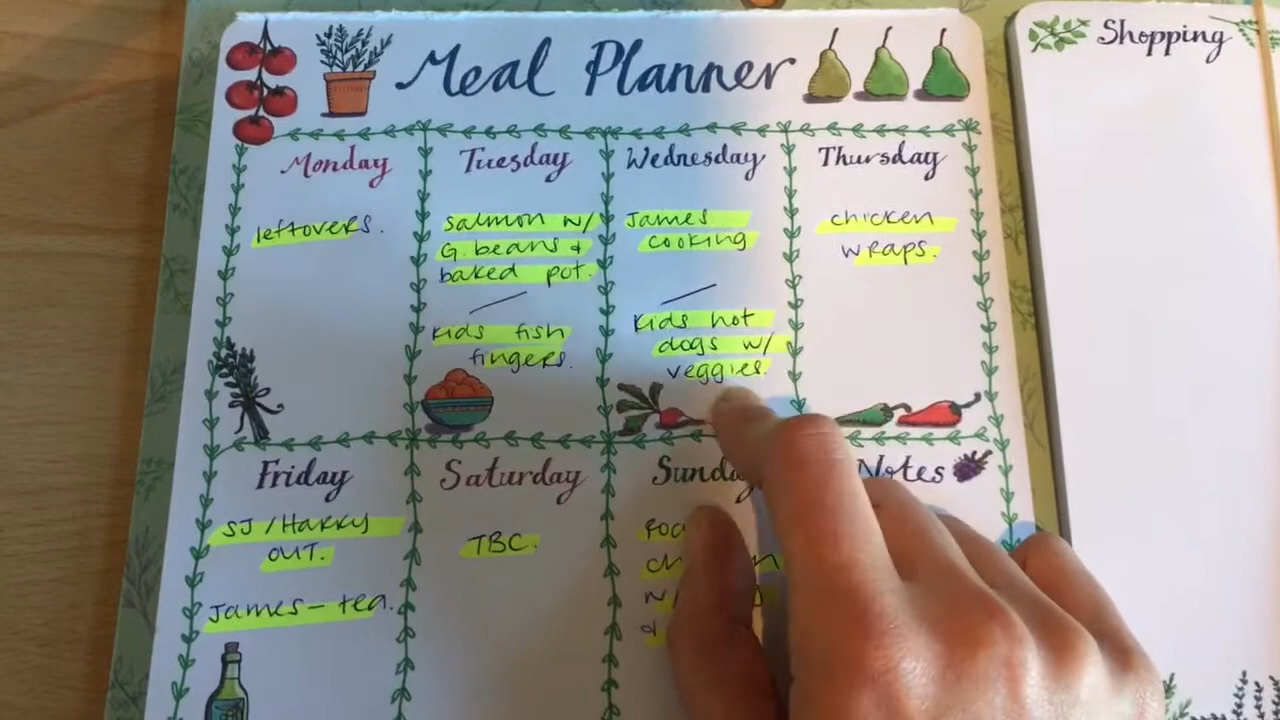 Meal Planner
Shopping
Monday
leftovers.
Tuesday
salmon w/
G.beans &
baked pot.
kids fish
fingers.
Wednesday
James
cooking
kids hot
dogs w/
veggies.
Thursday
chicken
wraps.
Friday
SJ/Harry
OUT.
James - tea.
Saturday
TBC.
Sunday
Notes